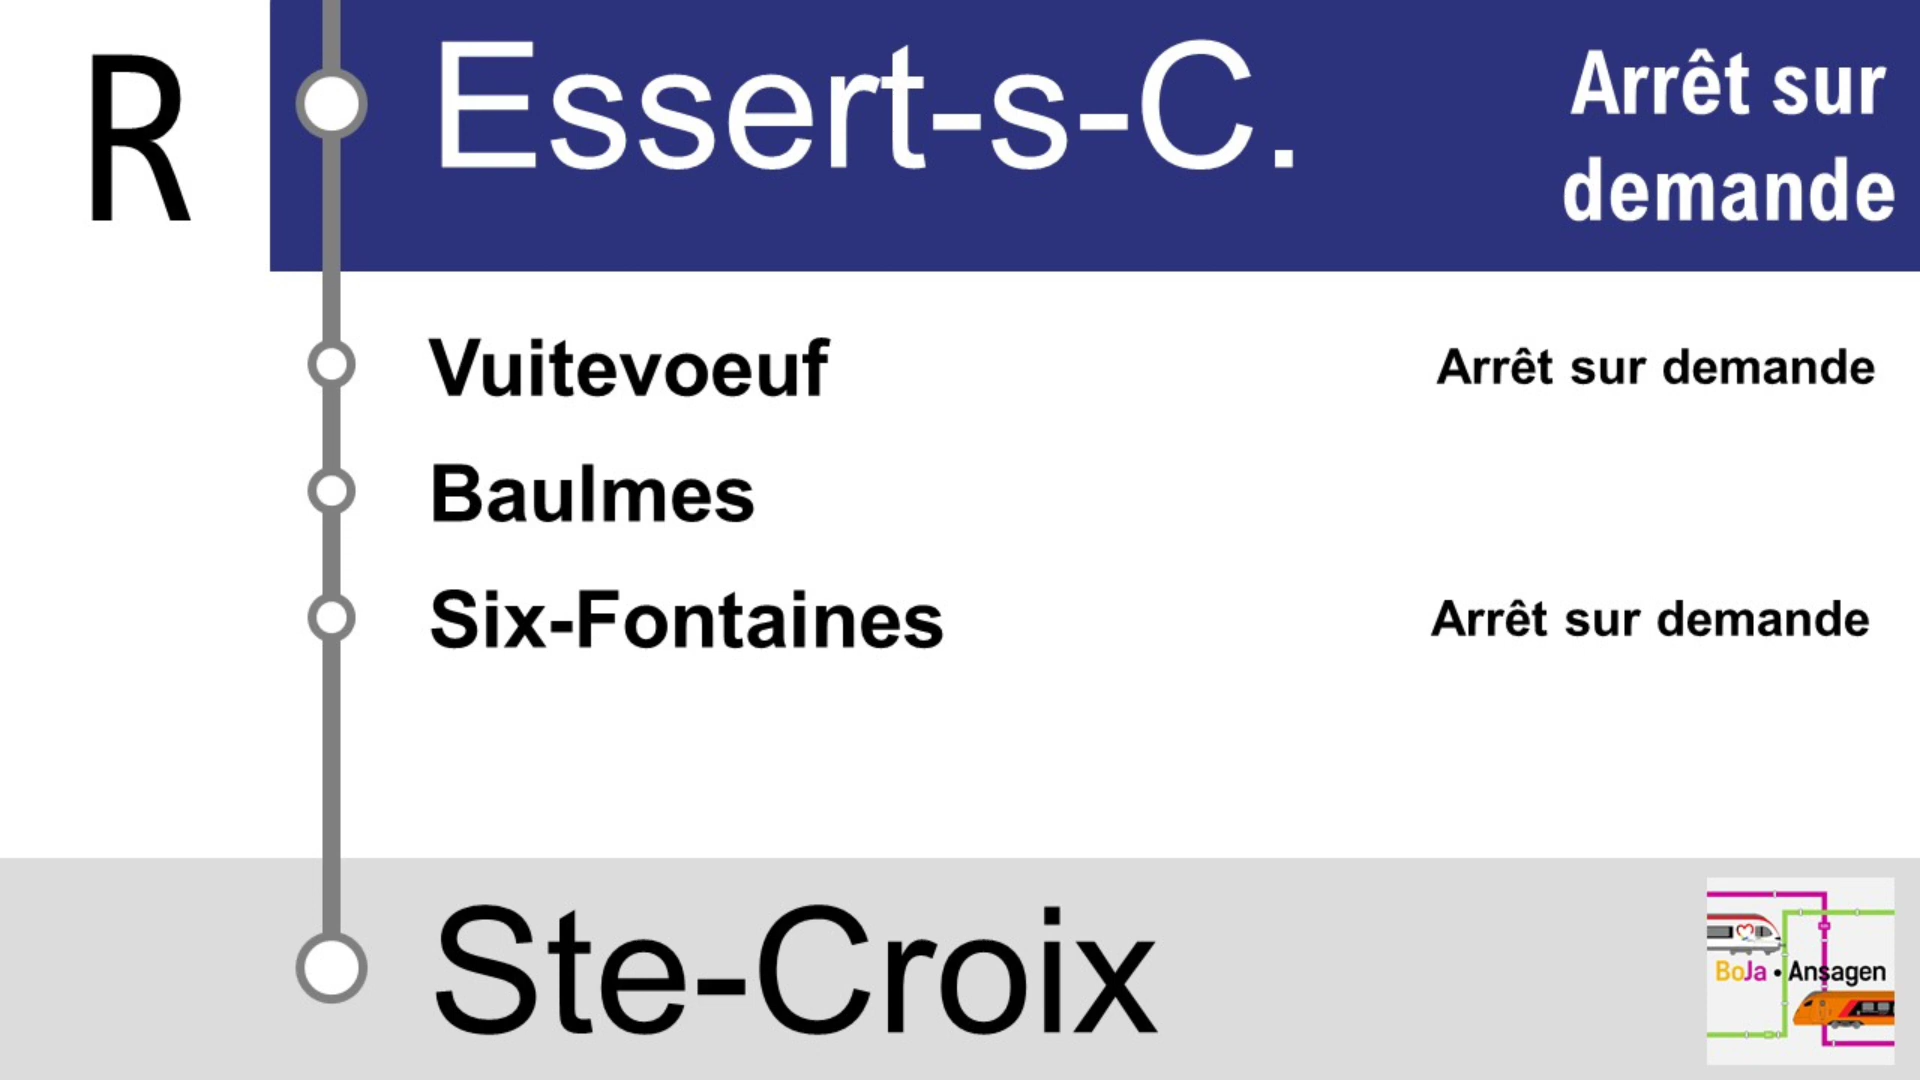 R
Essert-s-C.
Arrêt sur
demande
Vuitevoeuf Arrêt sur demande
Baulmes
Six-Fontaines Arrêt sur demande
Ste-Croix
BoJa • Ansagen